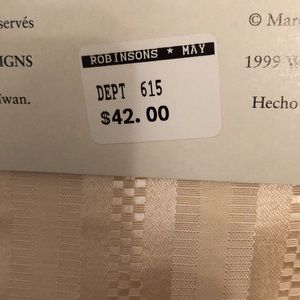 servés
© Mar
ROBINSONS ★ MAY
IGNS
1999 W
DEPT 615
$42.00
iwan.
Hecho